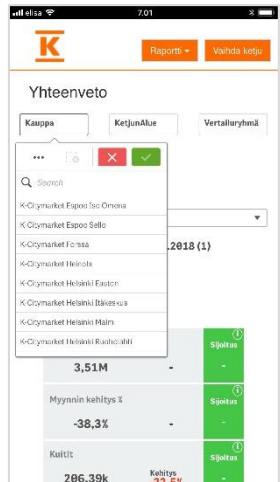 elisa 7.01
K
Raportti Vaihda ketju
Yhteenveto
Kauppa KetjunAlue Vertailuryhmä
Search
K-Citymarket Espoo Iso Omena
K-Citymarket Espoo Sello
K-Citymarket Forssa
K-Citymarket Heinola
.2018 (1)
K-Citymarket Helsinki Easton
K-Citymarket Helsinki Itäkeskus
K-Citymarket Helsinki Malmi
K-Citymarket Helsinki Ruoholahti
Sijoitus
3,51M - -
Myynnin kehitys % Sijoitus
-38,3% - -
Kuitit Sijoitus
206,39k Kehitys -
-32,5%